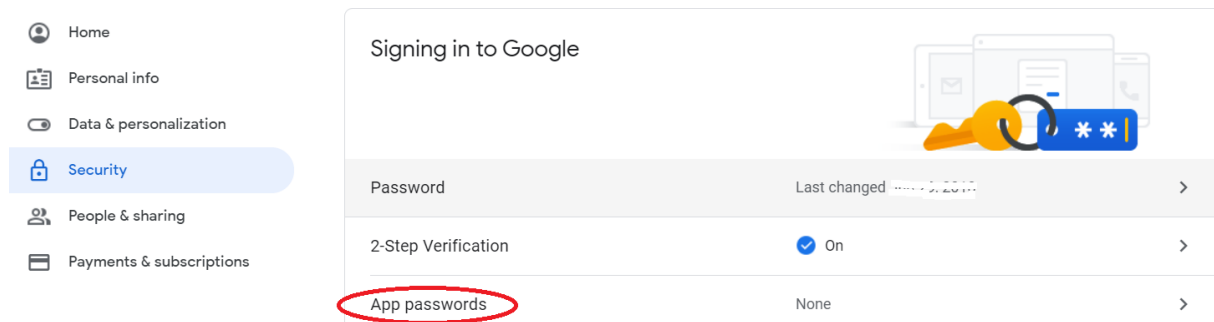 Home
Personal info
Data & personalization
Security
People & sharing
Payments & subscriptions
Signing in to Google
**
Password
Last changed
2-Step Verification
On
App passwords
None